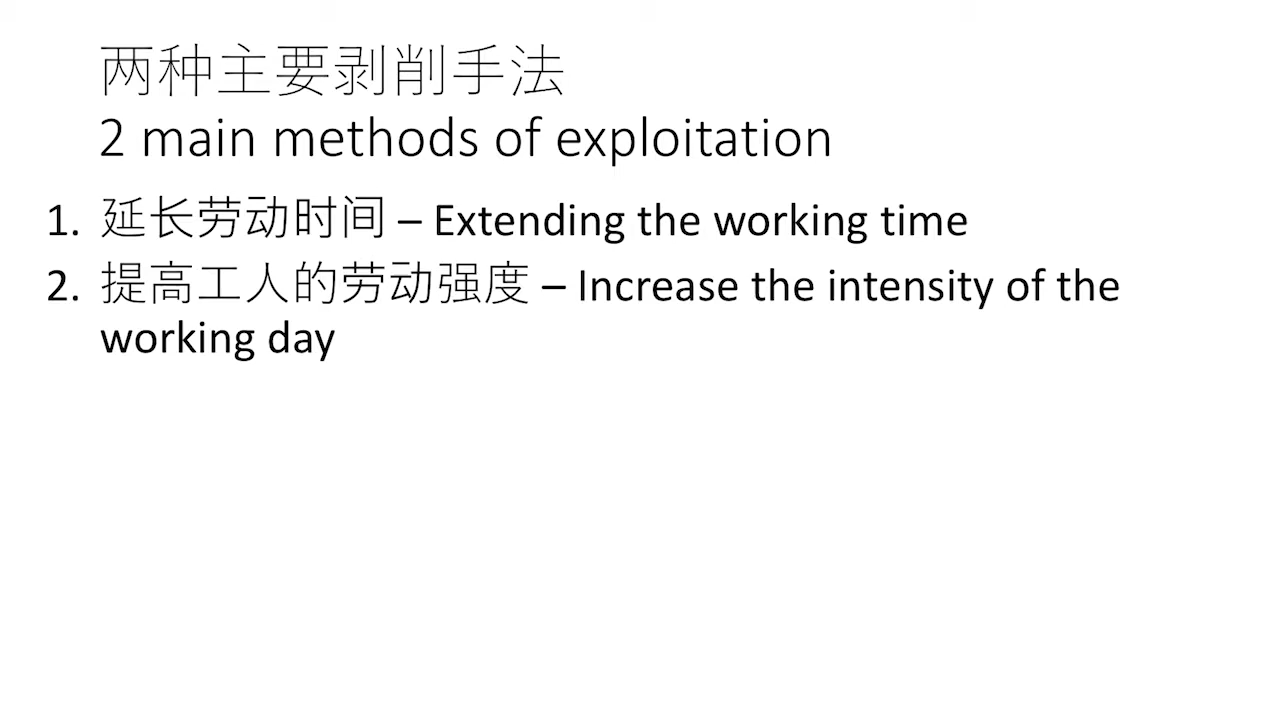 两种主要剥削手法
2 main methods of exploitation
1. 延长劳动时间 – Extending the working time
2. 提高工人的劳动强度 – Increase the intensity of the
working day